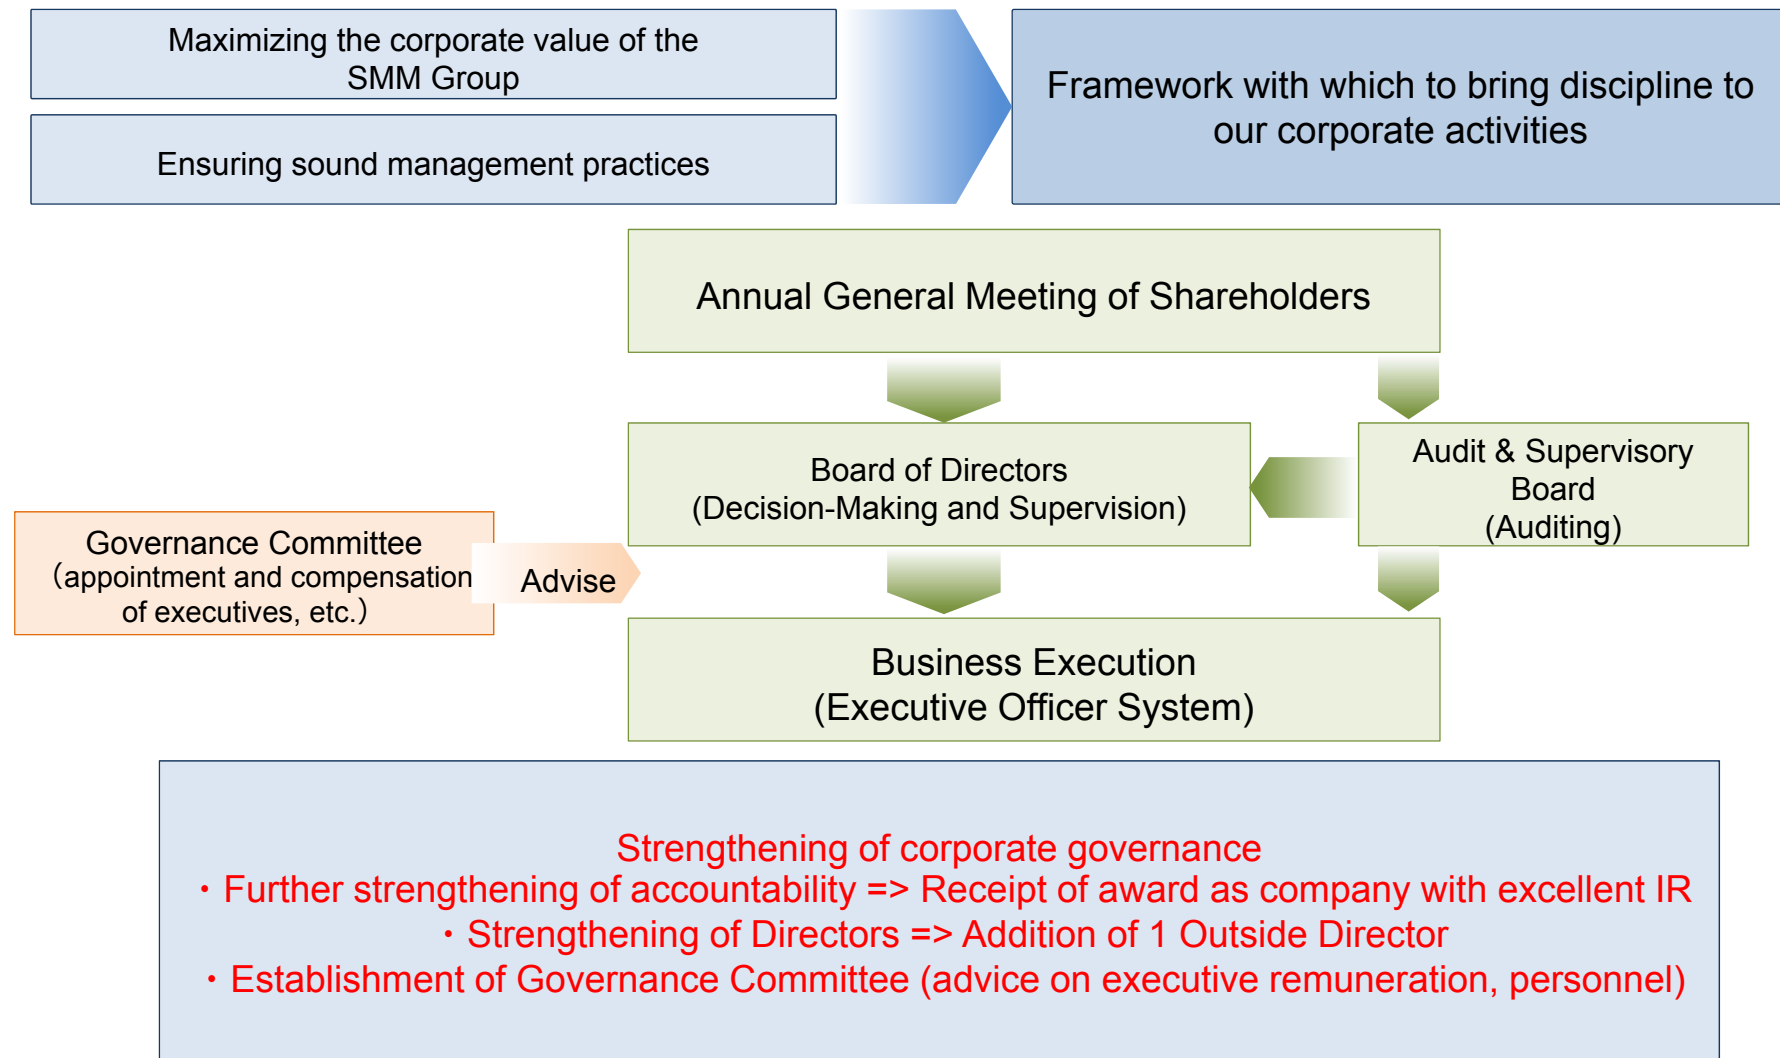 Maximizing the corporate value of the
SMM Group
Ensuring sound management practices
Framework with which to bring discipline to
our corporate activities
Annual General Meeting of Shareholders
Board of Directors
(Decision-Making and Supervision)
Audit & Supervisory
Board
(Auditing)
Governance Committee
（appointment and compensation
of executives, etc.）
Advise
Business Execution
(Executive Officer System)
Strengthening of corporate governance
・Further strengthening of accountability => Receipt of award as company with excellent IR
・Strengthening of Directors => Addition of 1 Outside Director
・Establishment of Governance Committee (advice on executive remuneration, personnel)